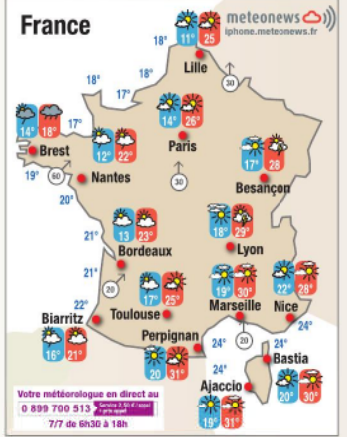 France
meteonews
iphone.meteonews.fr
18° 11° 25
Lille
30
18° 18°
17°
14° 26°
Paris
14° 18° 17°
Brest
12° 22°
17° 28
Besançon
19° 60 Nantes
30
20°
18° 29°
Lyon
21° 13 23°
Bordeaux
21°
20
17° 25°
Toulouse
19° 30°
Marseille
22° 28°
Nice
22°
Biarritz
16° 21°
Perpignan
20 31°
24° 20 24°
24°
Bastia
20° 30°
24°
Ajaccio
19° 31°
Votre météorologue en direct au
0 899 700 513
7/7 de 6h30 à 18h